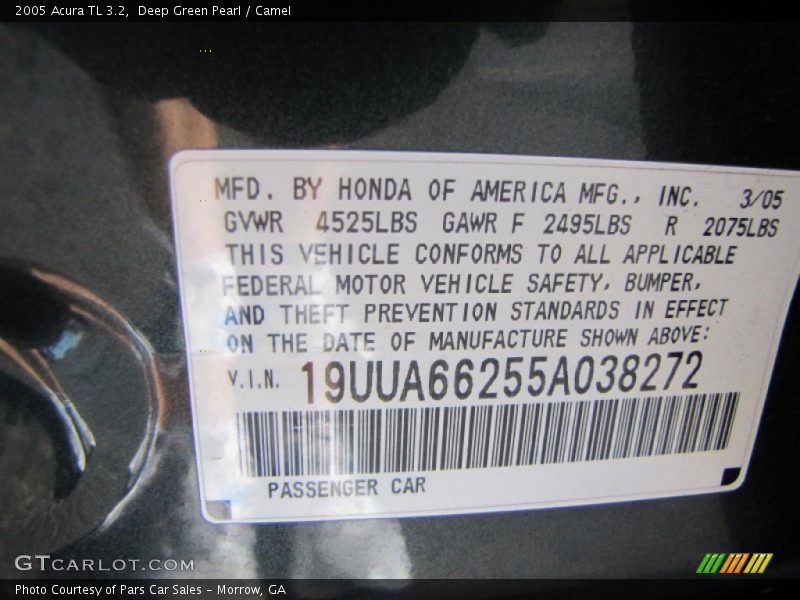 2005 Acura TL 3.2,  Deep Green Pearl / Camel
MFD. BY HONDA OF AMERICA MFG., INC. 3/05
GVWR 4525LBS GAWR F 2495LBS R 2075LBS
THIS VEHICLE CONFORMS TO ALL APPLICABLE
FEDERAL MOTOR VEHICLE SAFETY, BUMPER,
AND THEFT PREVENTION STANDARDS IN EFFECT
ON THE DATE OF MANUFACTURE SHOWN ABOVE:
V.I.N. 19UUA66255A038272
PASSENGER CAR
GTCARLOT.COM
Photo Courtesy of Pars Car Sales - Morrow, GA